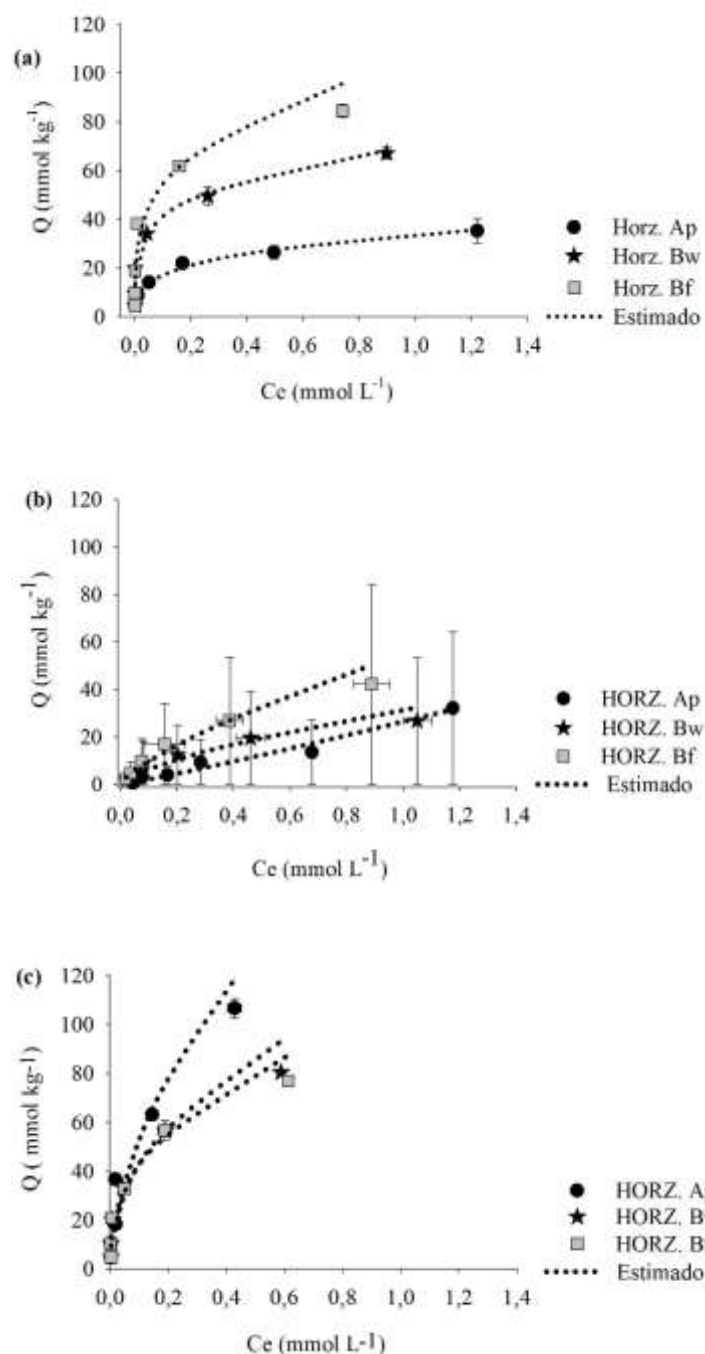 (a)
120
100
80
60
40
20
0
Q (mmol kg⁻¹)
0,0 0,2 0,4 0,6 0,8 1,0 1,2 1,4
Ce (mmol L⁻¹)
Horz. Ap
Horz. Bw
Horz. Bf
Estimado
(b)
120
100
80
60
40
20
0
Q (mmol kg⁻¹)
0,0 0,2 0,4 0,6 0,8 1,0 1,2 1,4
Ce (mmol L⁻¹)
HORZ. Ap
HORZ. Bw
HORZ. Bf
Estimado
(c)
120
100
80
60
40
20
0
Q ( mmol kg-1)
0,0 0,2 0,4 0,6 0,8 1,0 1,2 1,4
Ce (mmol L-1)
HORZ. A
HORZ. B
HORZ. B
Estimado